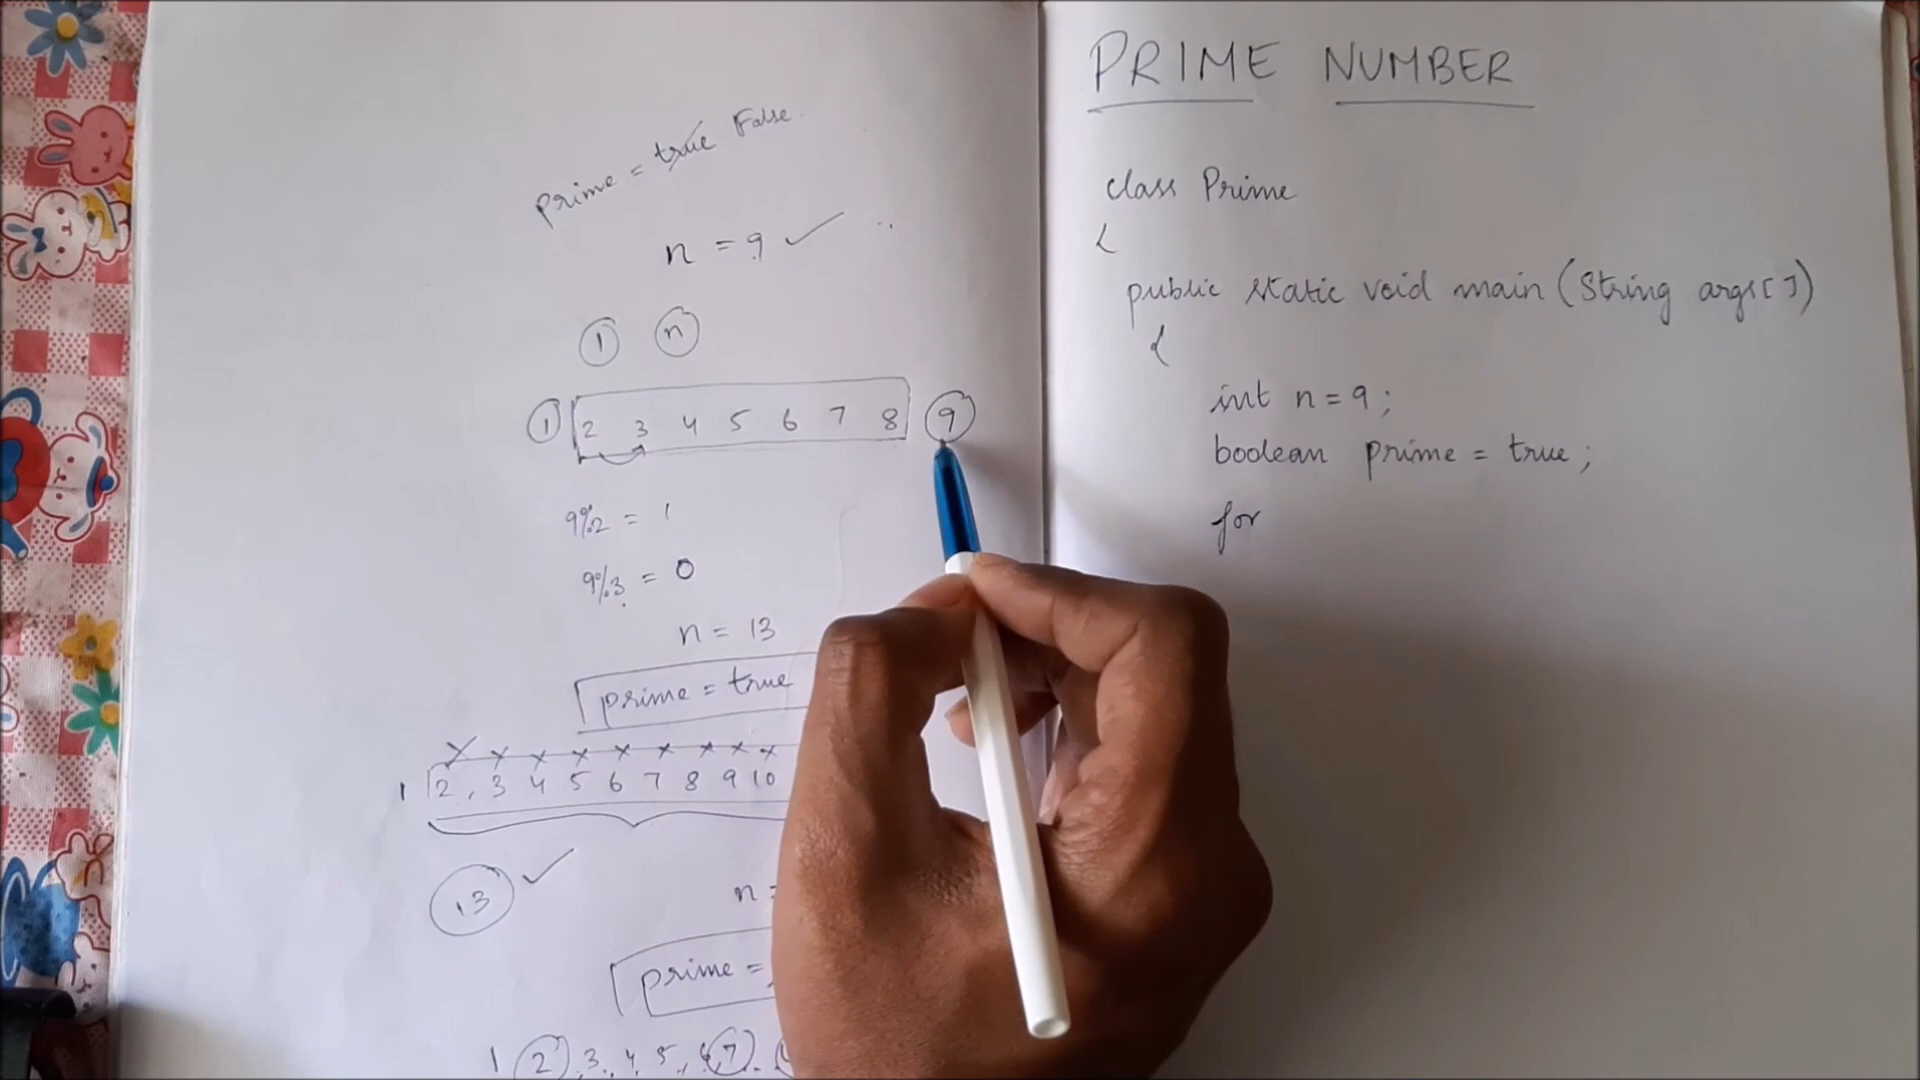 prime = true False.
n = 9
1 n
1 2 3 4 5 6 7 8 9
9%2 = 1
9%3 = 0
n = 13
prime = true
1 2, 3 4 5 6 7 8 9 10
13
n =
prime =
1 2, 3, 4, 5, 6, 7
PRIME NUMBER
class Prime
{
public static void main (String args[])
{
int n = 9;
boolean prime = true;
for